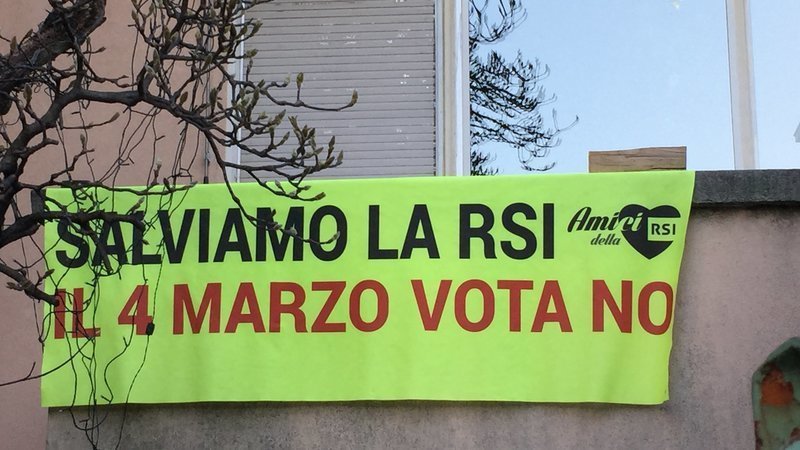 SALVIAMO LA RSI
Amici della RSI
IL 4 MARZO VOTA NO